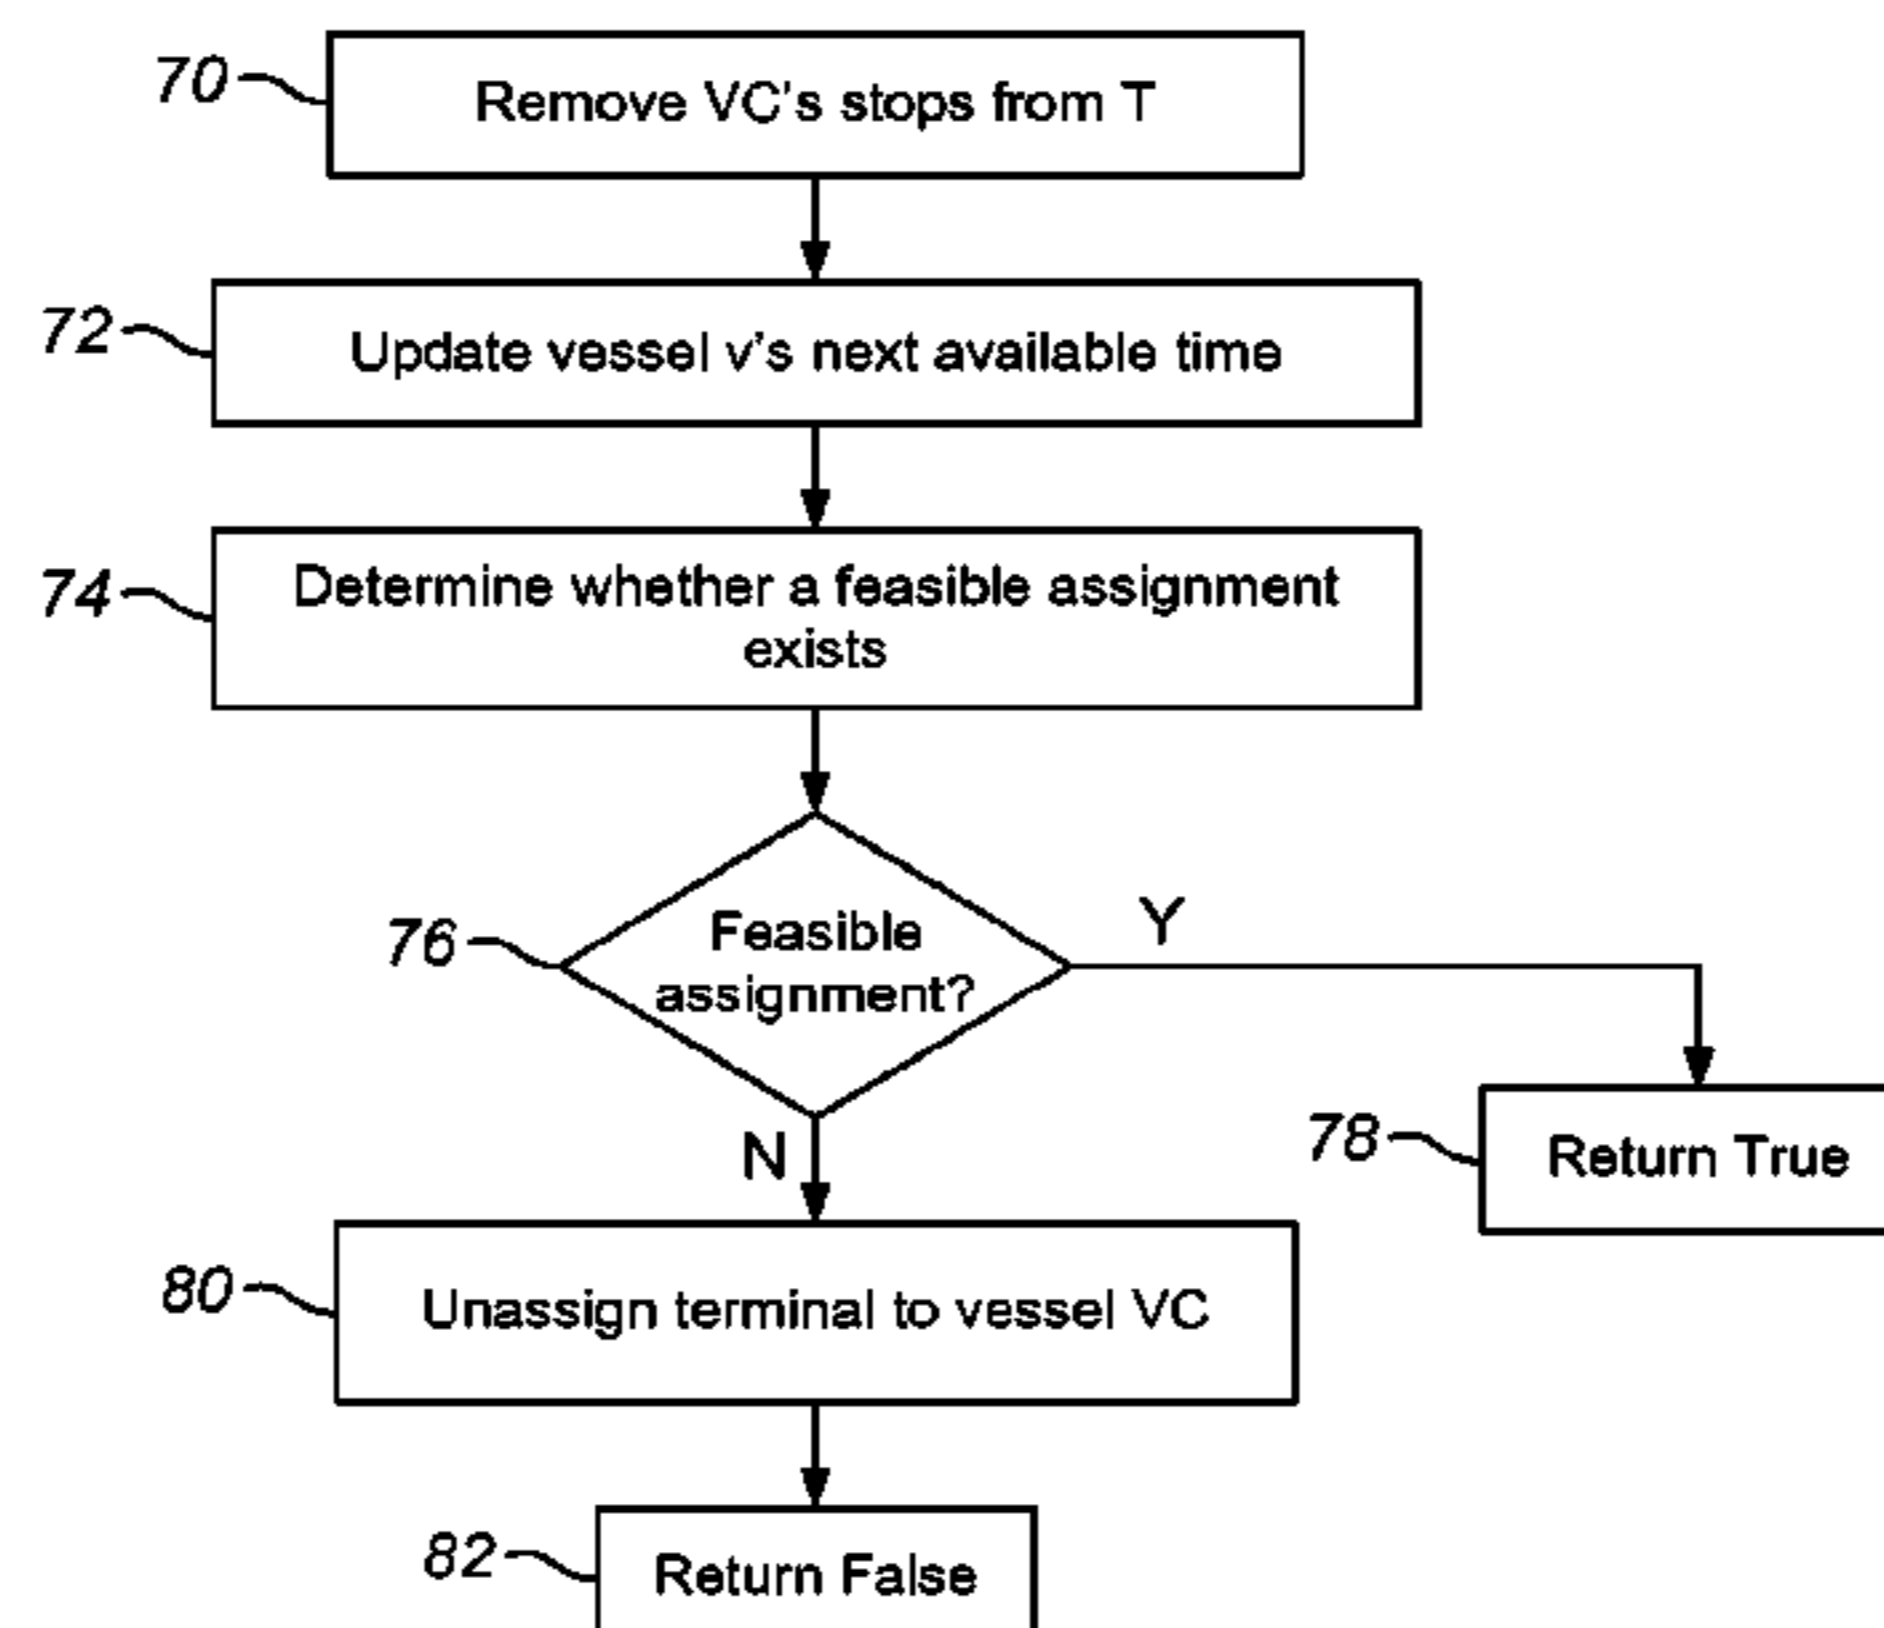 70
Remove VC's stops from T
72
Update vessel v's next available time
74
Determine whether a feasible assignment
exists
76
Feasible
assignment?
Y
N
78
Return True
80
Unassign terminal to vessel VC
82
Return False